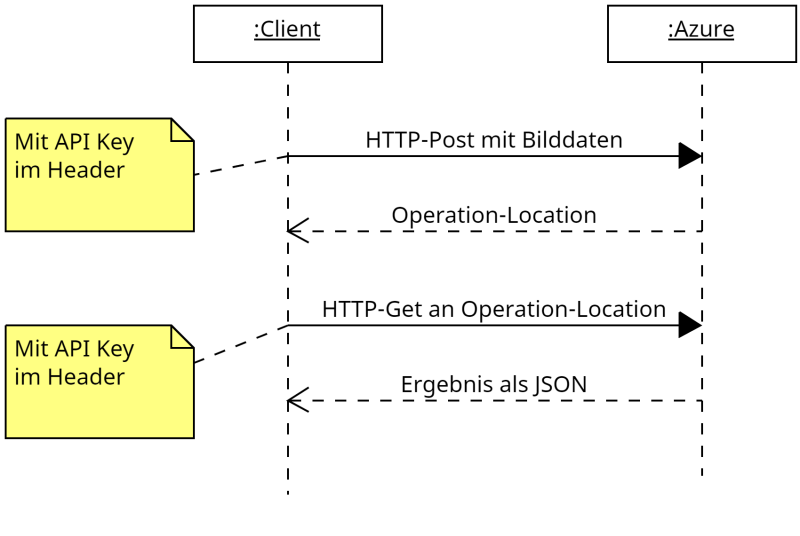 :Client
:Azure
Mit API Key
im Header
HTTP-Post mit Bilddaten
Operation-Location
HTTP-Get an Operation-Location
Mit API Key
im Header
Ergebnis als JSON